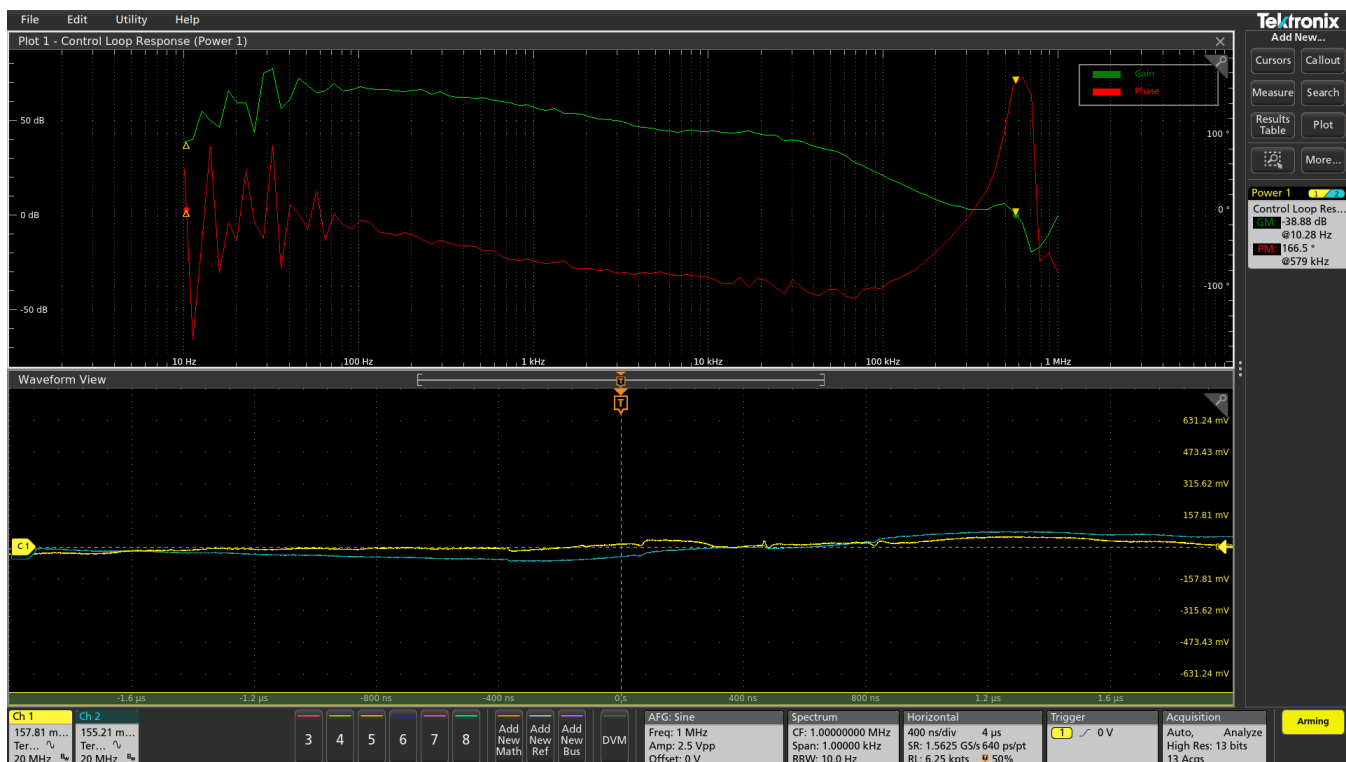 File Edit Utility Help
Tektronix
Add New...
Plot 1 - Control Loop Response (Power 1)
Cursors Callout
Measure Search
Results Table Plot
More...
Gain
Phase
50 dB
0 dB
-50 dB
100 °
0 °
-100 °
10 Hz 100 Hz 1 kHz 10 kHz 100 kHz 1 MHz
Power 1 1 2
Control Loop Res...
GM: -38.88 dB
@10.28 Hz
PM: 166.5 °
@579 kHz
Waveform View
T
T
631.24 mV
473.43 mV
315.62 mV
157.81 mV
C 1
-157.81 mV
-315.62 mV
-473.43 mV
-631.24 mV
-1.6 µs -1.2 µs -800 ns -400 ns 0 s 400 ns 800 ns 1.2 µs 1.6 µs
Ch 1
157.81 m...
Ter...
20 MHz Bw
Ch 2
155.21 m...
Ter...
20 MHz Bw
3 4 5 6 7 8
Add New Math
Add New Ref
Add New Bus
DVM
AFG: Sine
Freq: 1 MHz
Amp: 2.5 Vpp
Offset: 0 V
Spectrum
CF: 1.00000000 MHz
Span: 1.00000 kHz
RBW: 10.0 Hz
Horizontal
400 ns/div 4 µs
SR: 1.5625 GS/s 640 ps/pt
RL: 6.25 kpts 50%
Trigger
1 0 V
Acquisition
Auto, Analyze
High Res: 13 bits
13 Acqs
Arming